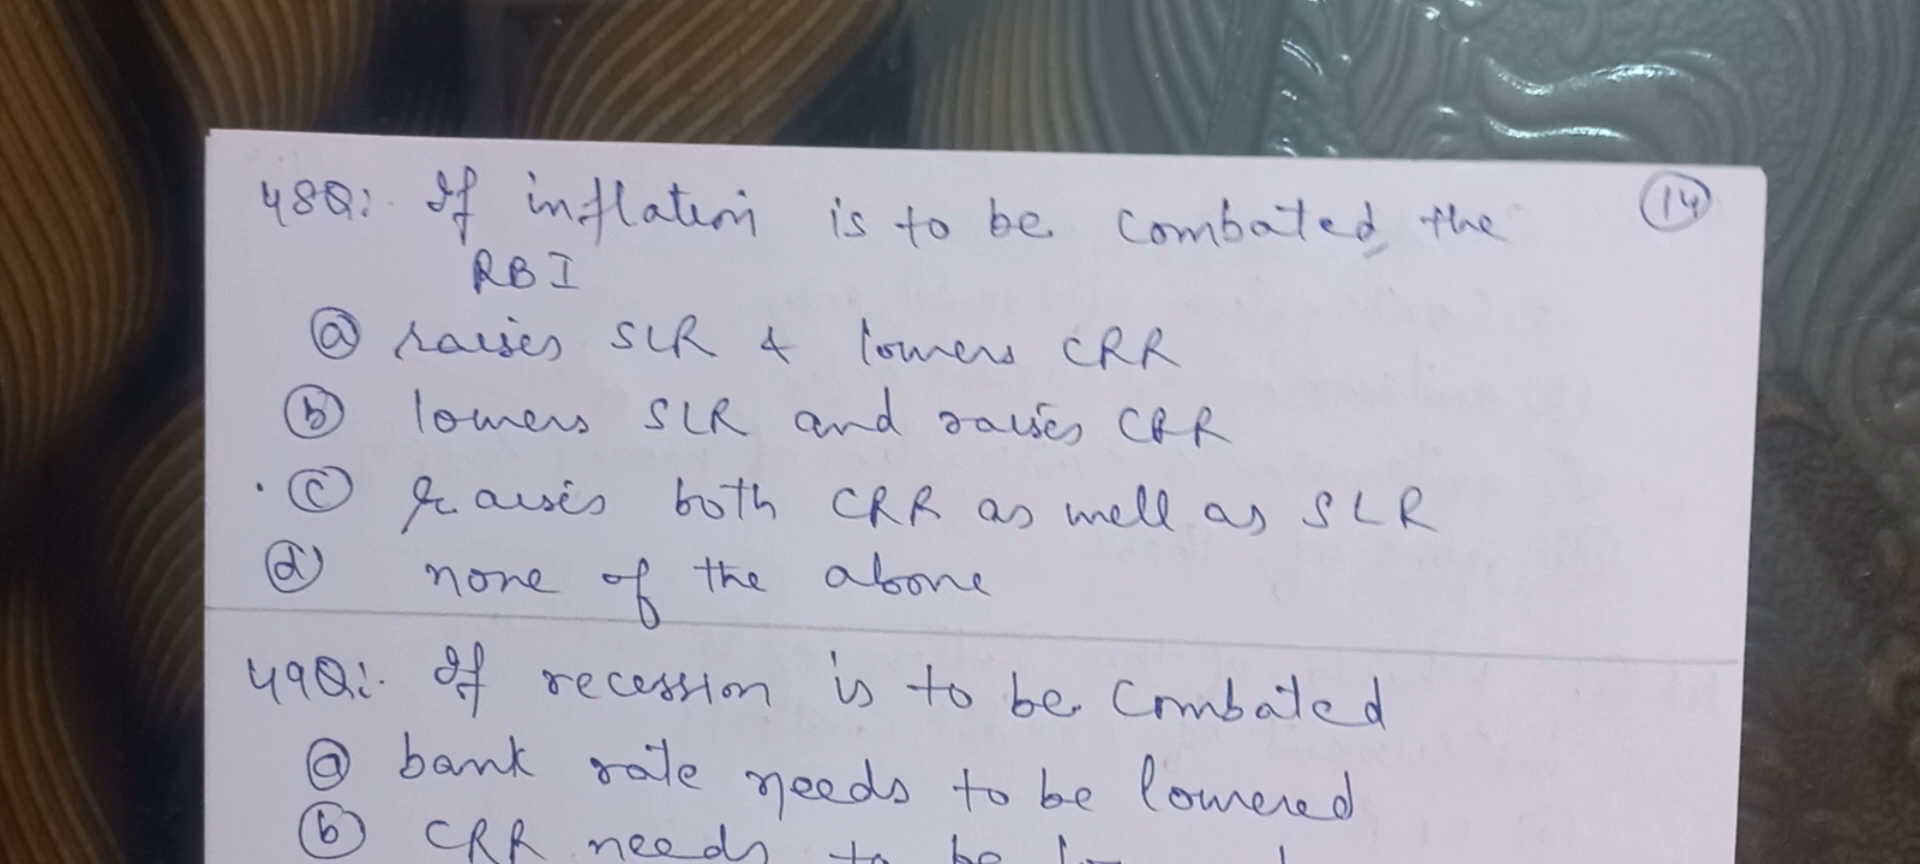 48Q:- If inflation is to be combated, the
14
RBI
(a) raises SLR & lowers CRR
(b) lowers SLR and raises CRR
(c) Raises both CRR as well as SLR
(d) none of the above
49Q:- If recession is to be combated
(a) bank rate needs to be lowered
(b) CRR needs to be